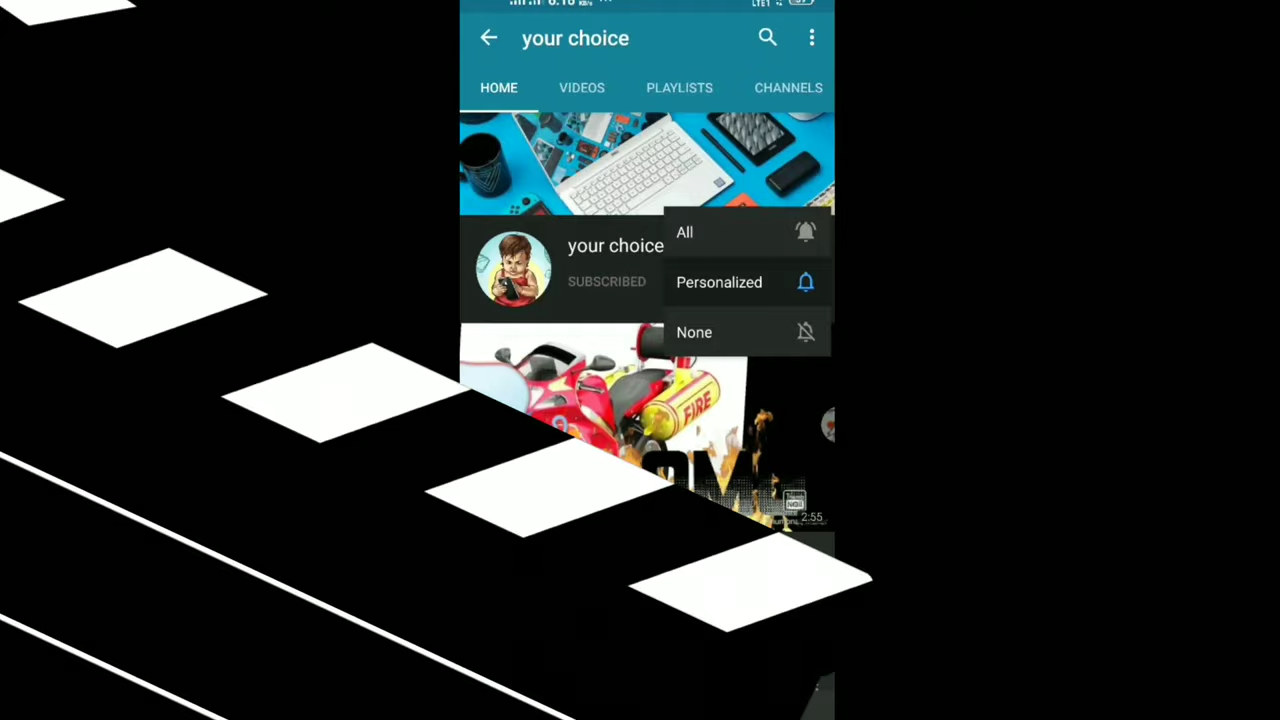 your choice
HOME VIDEOS PLAYLISTS CHANNELS
your choice
SUBSCRIBED
All
Personalized
None
FIRE
2:55